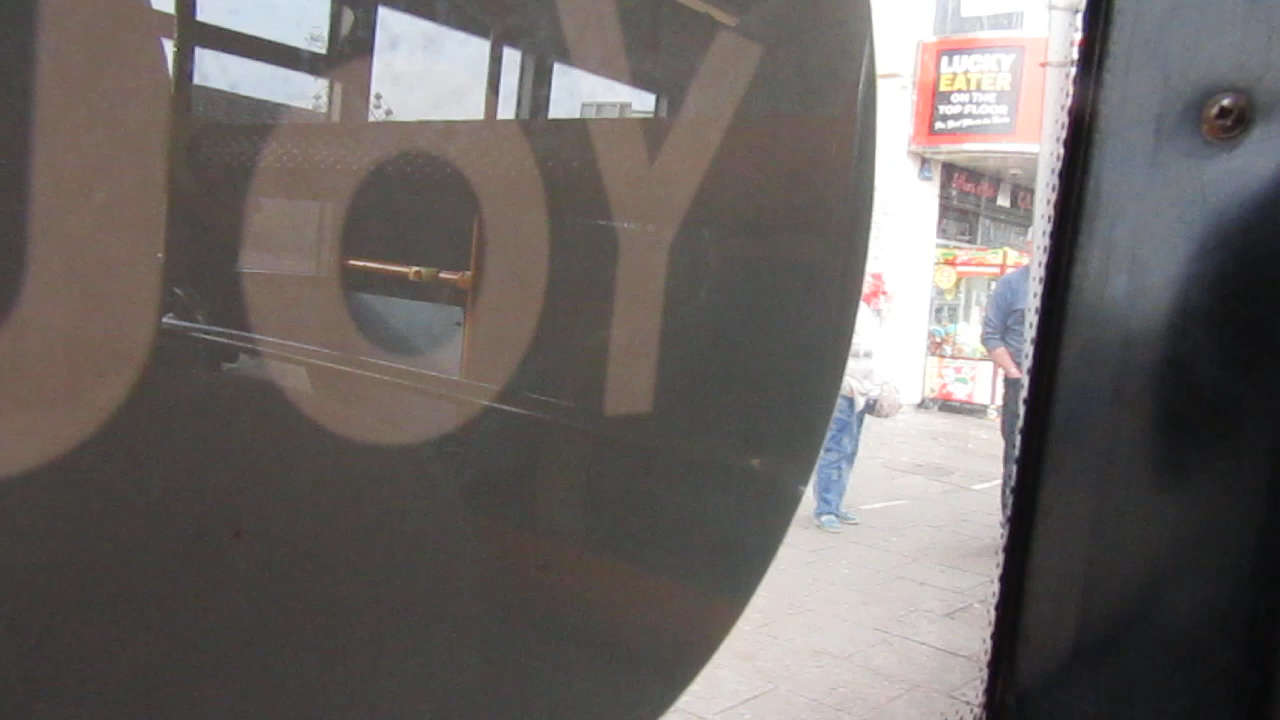 JOY
LUCKY
EATER
ON THE
TOP FLOOR